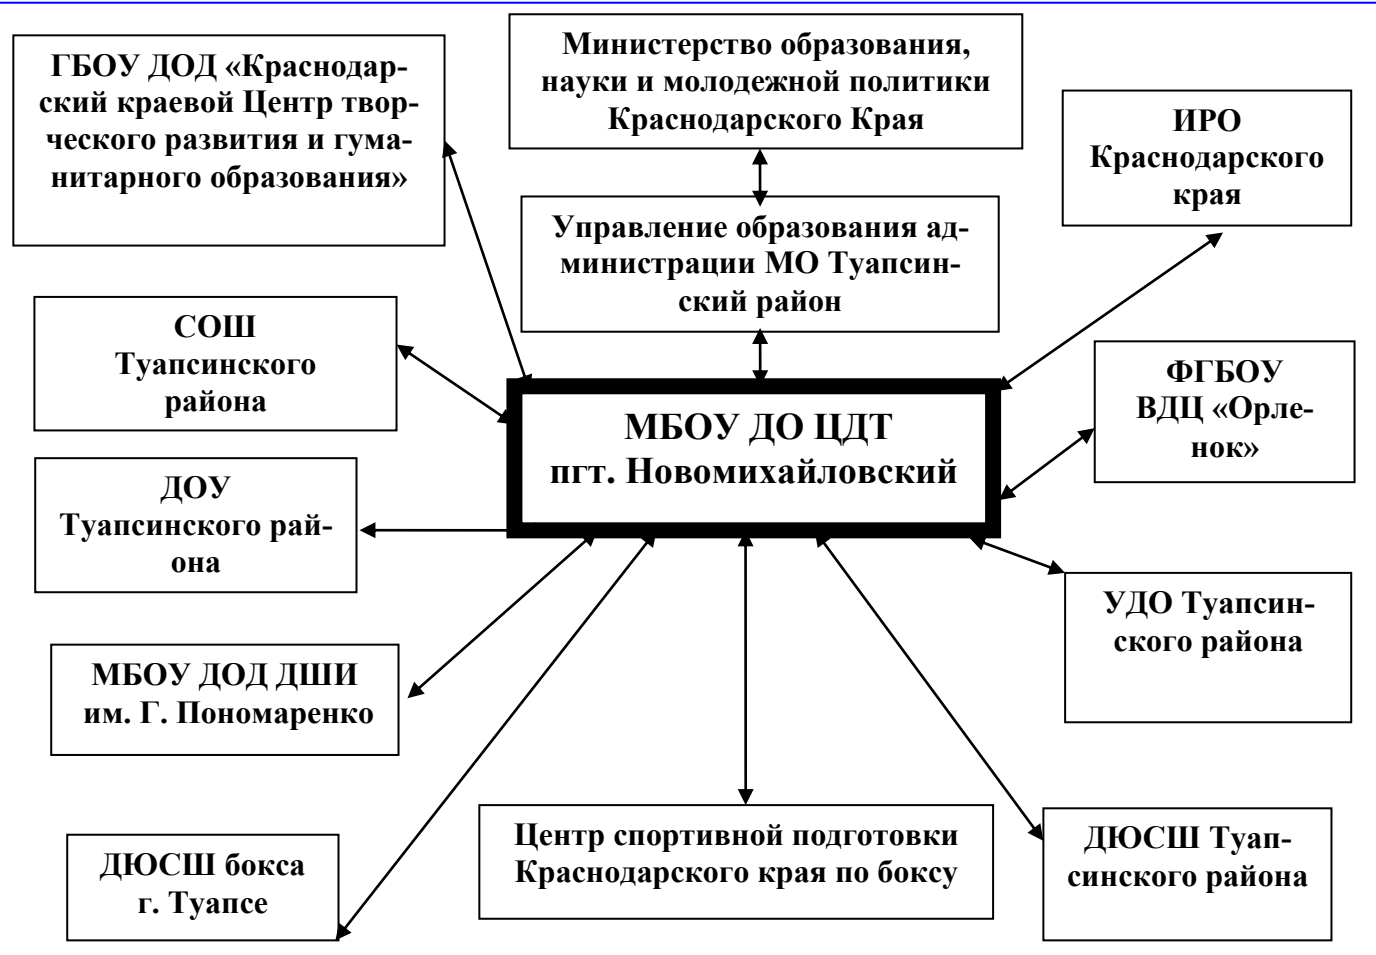 ГБОУ ДОД «Краснодар-
ский краевой Центр твор-
ческого развития и гума-
нитарного образования»
Министерство образования,
науки и молодежной политики
Краснодарского Края
ИРО
Краснодарского
края
Управление образования ад-
министрации МО Туапсин-
ский район
СОШ
Туапсинского
района
ФГБОУ
ВДЦ «Орле-
нок»
МБОУ ДО ЦДТ
пгт. Новомихайловский
ДОУ
Туапсинского рай-
она
УДО Туапсин-
ского района
МБОУ ДОД ДШИ
им. Г. Пономаренко
ДЮСШ бокса
г. Туапсе
Центр спортивной подготовки
Краснодарского края по боксу
ДЮСШ Туап-
синского района